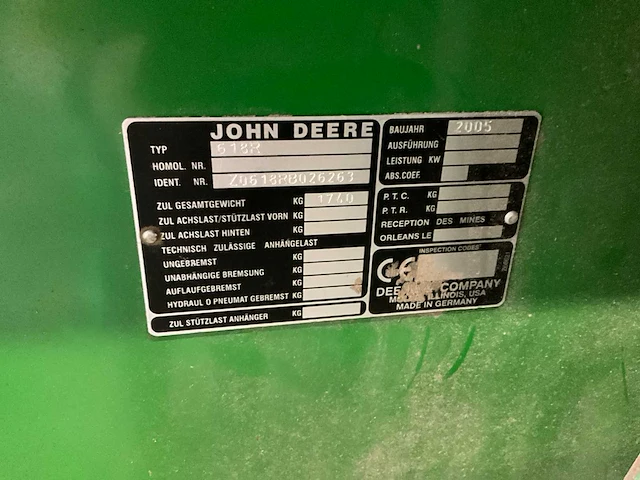 JOHN DEERE
TYP 618R
HOMOL. NR.
IDENT. NR. Z0618RB026263
ZUL GESAMTGEWICHT KG 1740
ZUL ACHSLAST/STÜTZLAST VORN KG
ZUL ACHSLAST HINTEN KG
TECHNISCH ZULÄSSIGE ANHÄNGELAST
UNGEBREMST KG
UNABHÄNGIGE BREMSUNG KG
AUFLAUFGEBREMST KG
HYDRAUL O PNEUMAT GEBREMST KG
ZUL STÜTZLAST ANHÄNGER KG
BAUJAHR 2005
AUSFÜHRUNG
LEISTUNG KW
ABS.COEF.
P. T. C. KG
P. T. R. KG
RECEPTION DES MINES
ORLEANS LE
INSPECTION CODES
CE
DEERE COMPANY
ILLINOIS, USA
MADE IN GERMANY